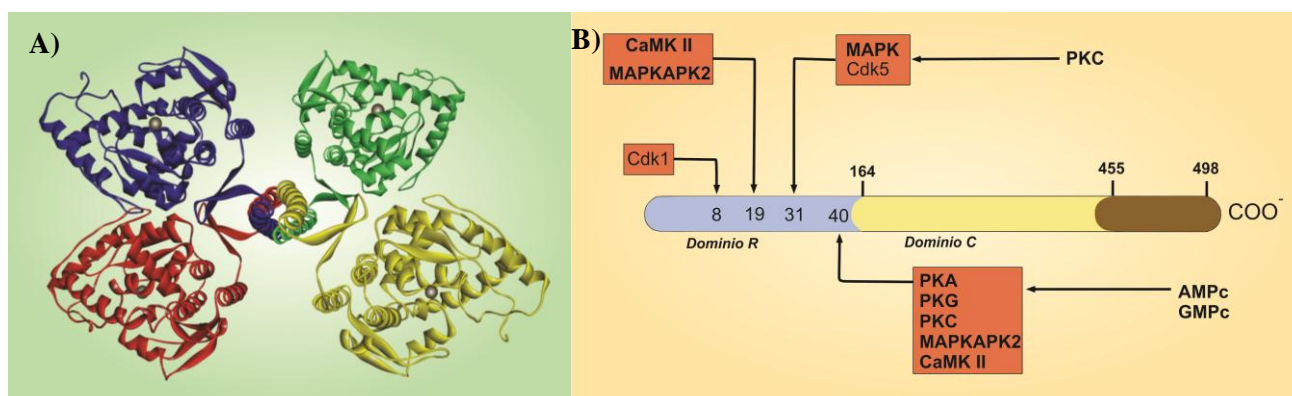 A)
B)
CaMK II
MAPKAPK2
MAPK
Cdk5
PKC
Cdk1
164
455
498
8
19
31
40
COO-
Dominio R
Dominio C
PKA
PKG
PKC
MAPKAPK2
CaMK II
AMPc
GMPc